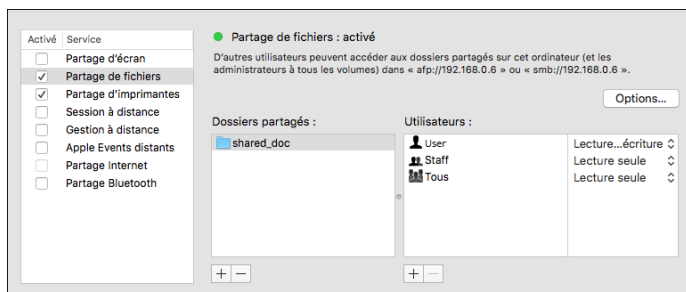 Activé Service
Partage d'écran
Partage de fichiers
Partage d'imprimantes
Session à distance
Gestion à distance
Apple Events distants
Partage Internet
Partage Bluetooth
Partage de fichiers : activé
D'autres utilisateurs peuvent accéder aux dossiers partagés sur cet ordinateur (et les
administrateurs à tous les volumes) dans « afp://192.168.0.6 » ou « smb://192.168.0.6 ».
Options...
Dossiers partagés :
shared_doc
Utilisateurs :
User Lecture...écriture
Staff Lecture seule
Tous Lecture seule